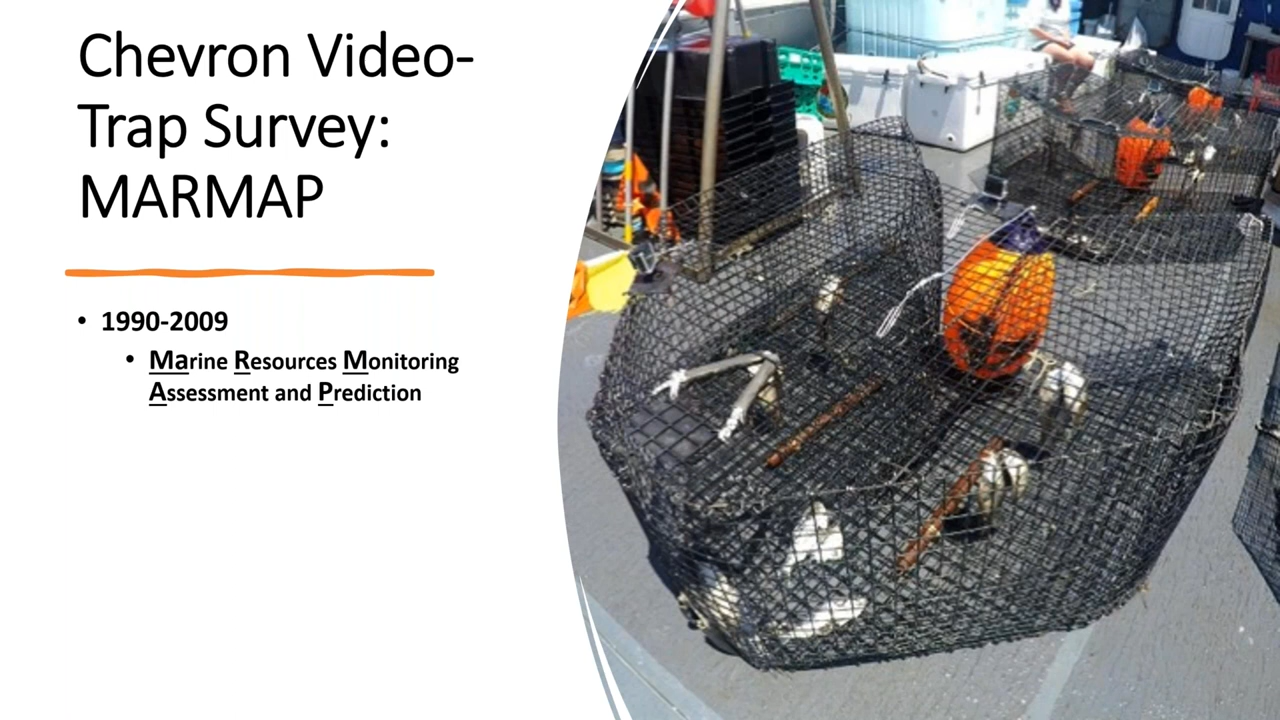 Chevron Video-
Trap Survey:
MARMAP
• 1990-2009
• Marine Resources Monitoring
Assessment and Prediction